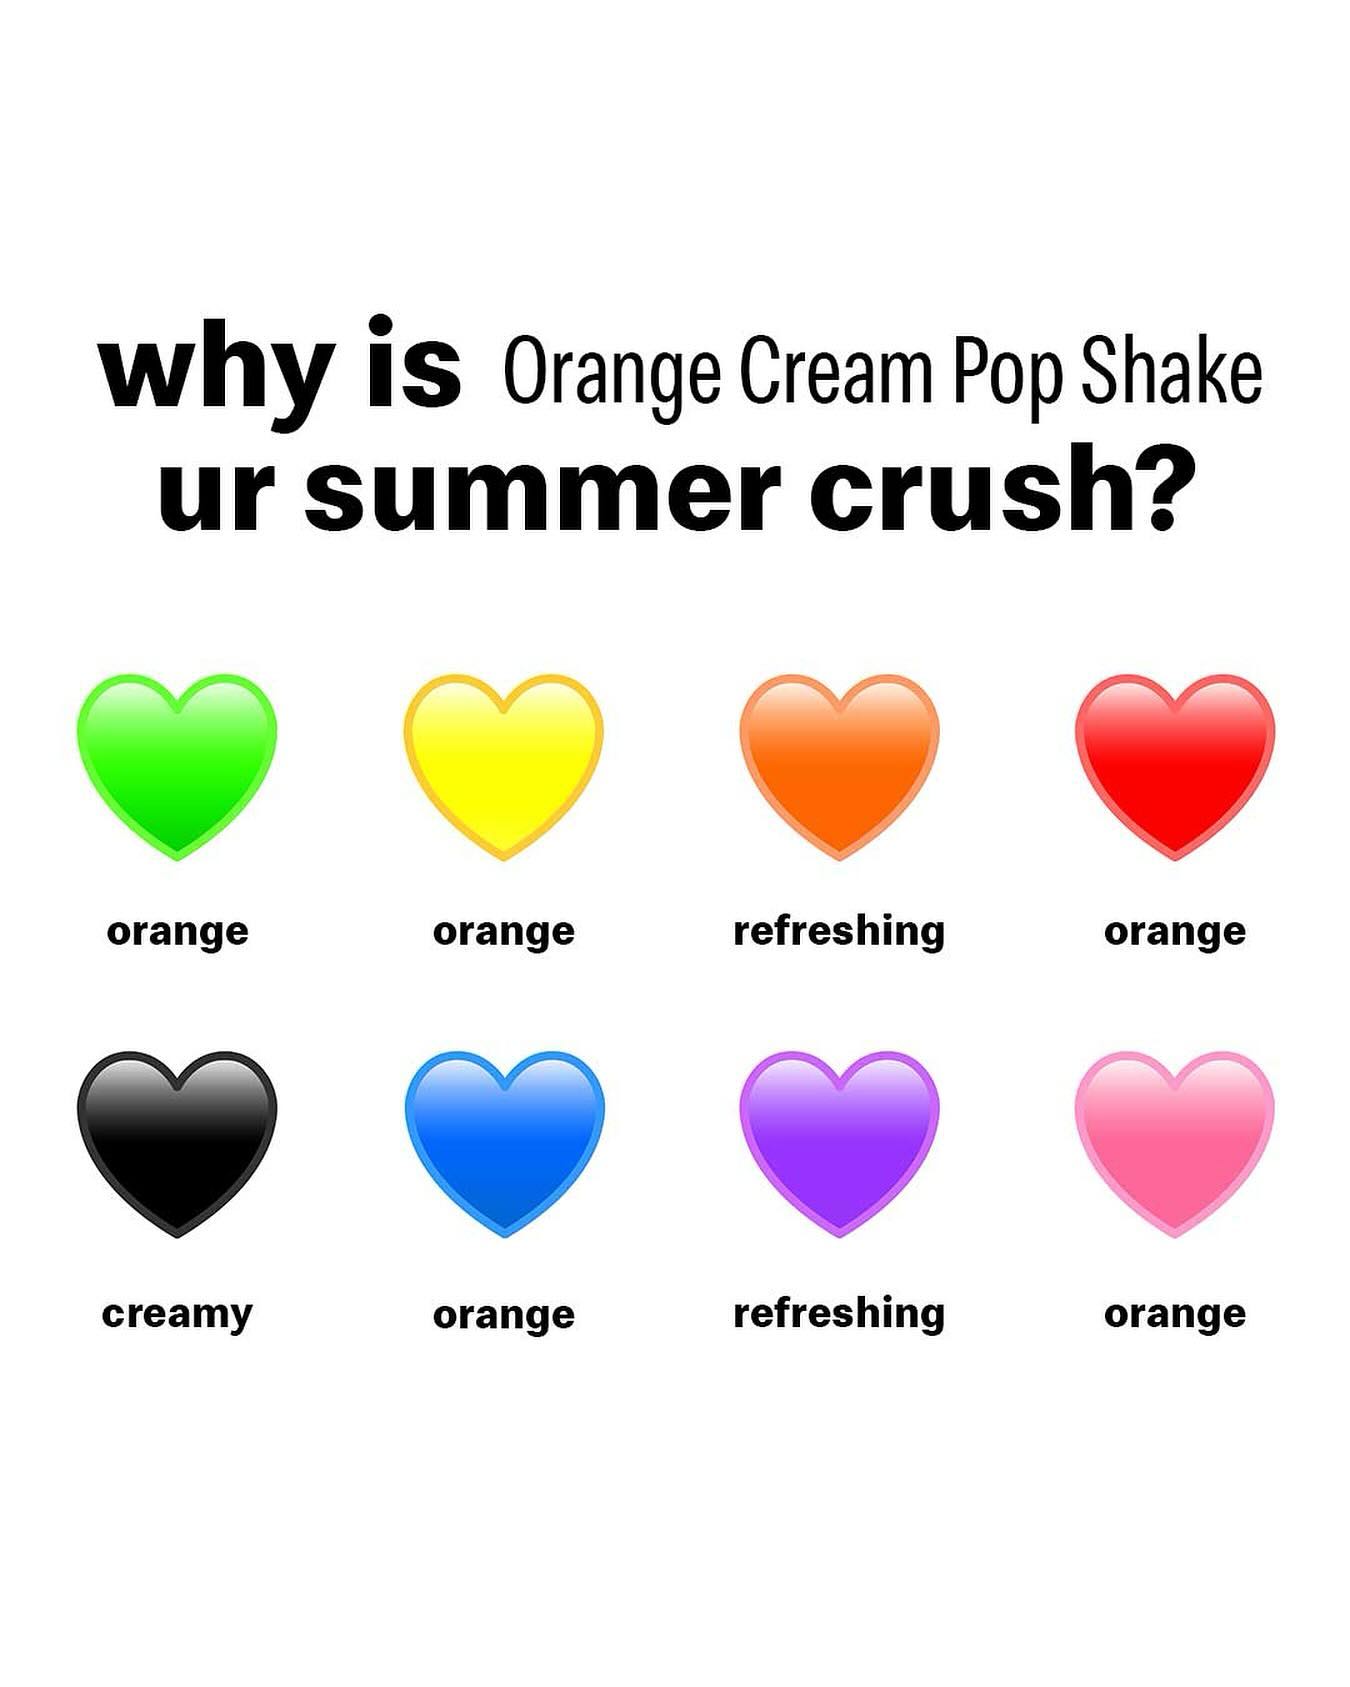 why is Orange Cream Pop Shake
ur summer crush?
orange orange refreshing orange
creamy orange refreshing orange